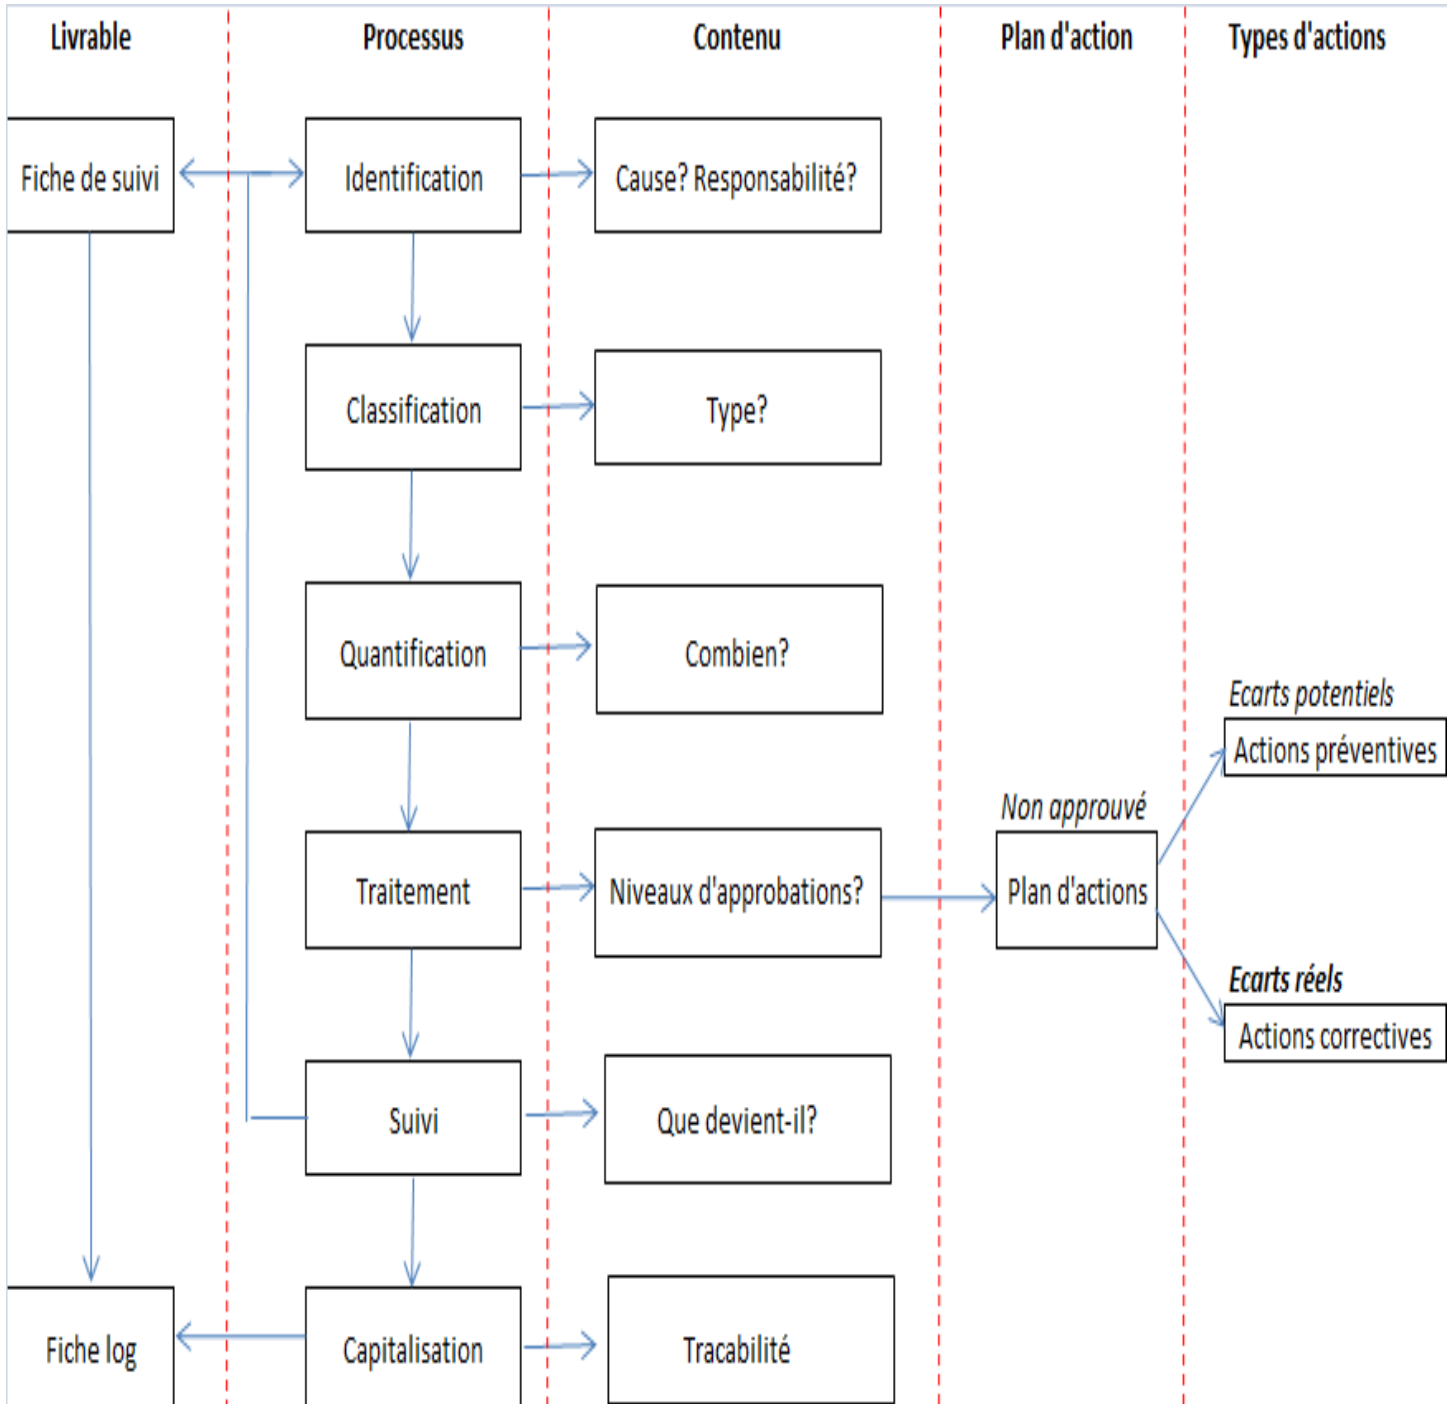 Livrable
Processus
Contenu
Plan d'action
Types d'actions
Fiche de suivi
Identification
Cause? Responsabilité?
Classification
Type?
Quantification
Combien?
Ecarts potentiels
Actions préventives
Non approuvé
Traitement
Niveaux d'approbations?
Plan d'actions
Ecarts réels
Actions correctives
Suivi
Que devient-il?
Fiche log
Capitalisation
Tracabilité